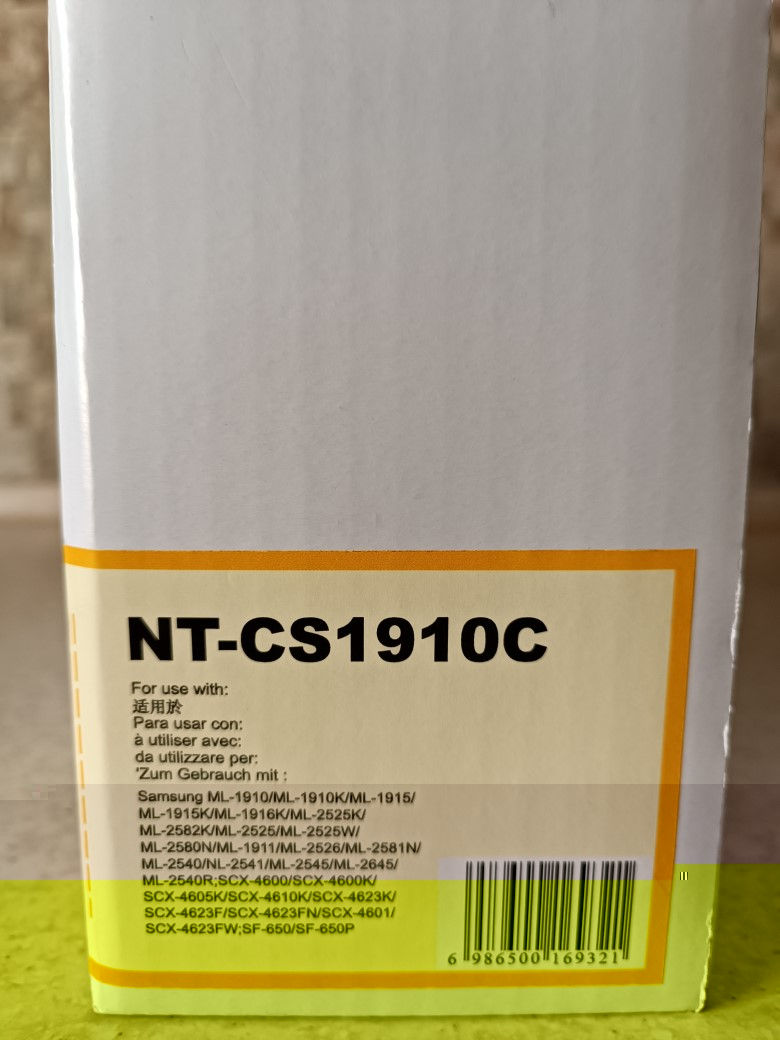 NT-CS1910C
For use with:
适用於
Para usar con:
à utiliser avec:
da utilizzare per:
'Zum Gebrauch mit :
Samsung ML-1910/ML-1910K/ML-1915/
ML-1915K/ML-1916K/ML-2525K/
ML-2582K/ML-2525/ML-2525W/
ML-2580N/ML-1911/ML-2526/ML-2581N/
ML-2540/NL-2541/ML-2545/ML-2645/
ML-2540R;SCX-4600/SCX-4600K/
SCX-4605K/SCX-4610K/SCX-4623K/
SCX-4623F/SCX-4623FN/SCX-4601/
SCX-4623FW;SF-650/SF-650P
6 986500 169321